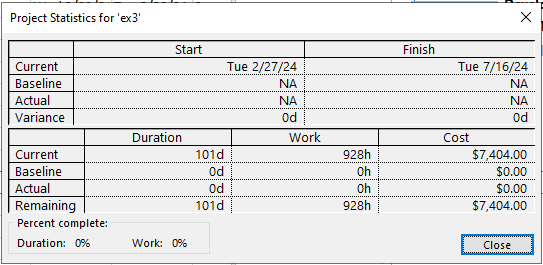 Project Statistics for 'ex3'
Start Finish
Current Tue 2/27/24 Tue 7/16/24
Baseline NA NA
Actual NA NA
Variance 0d 0d
Duration Work Cost
Current 101d 928h $7,404.00
Baseline 0d 0h $0.00
Actual 0d 0h $0.00
Remaining 101d 928h $7,404.00
Percent complete:
Duration: 0% Work: 0%
Close